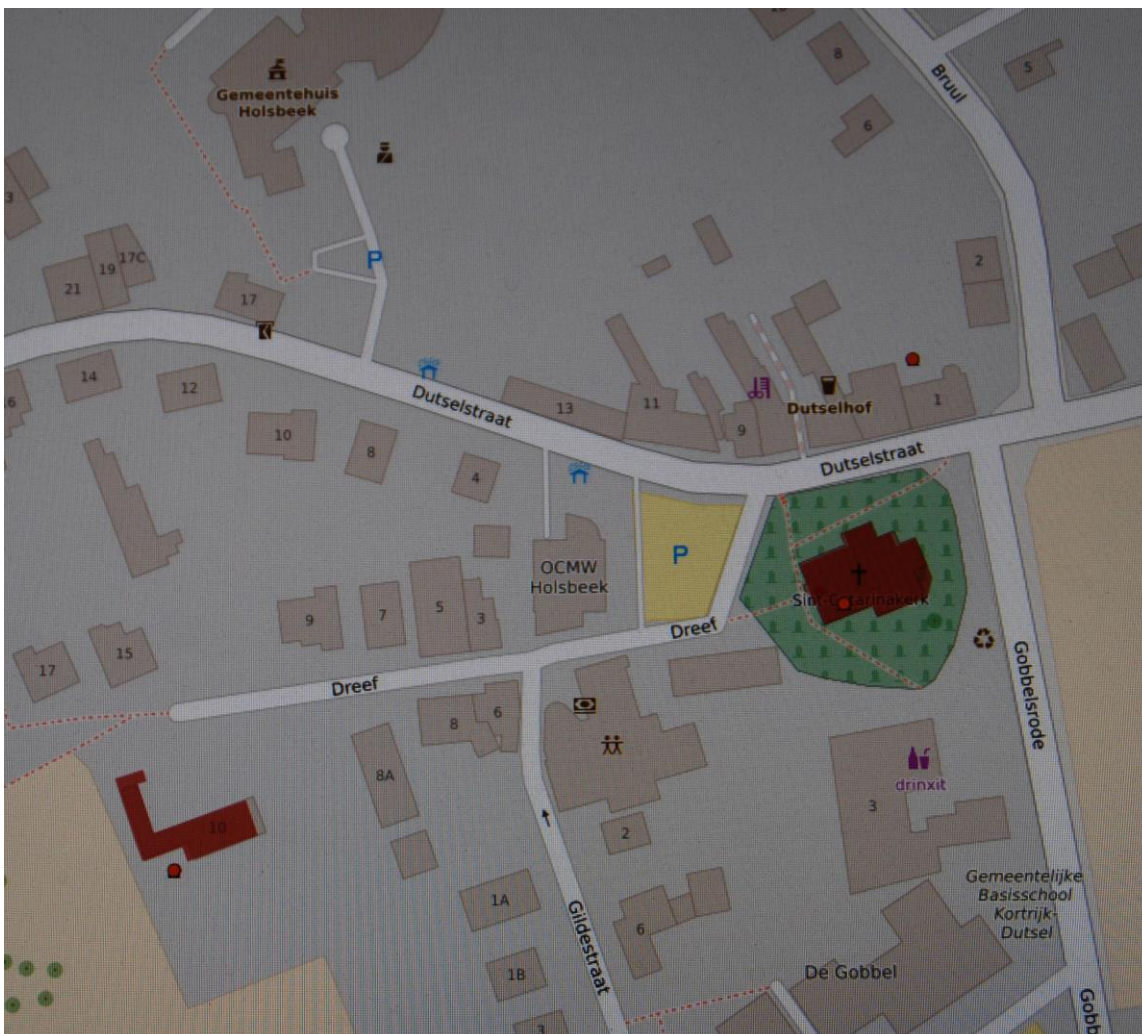 8
5
Bruul
Gemeentehuis
Holsbeek
6
3
17C
19
21
2
17
P
14
12
Dutselstraat
13
11
9
Dutselhof
1
10
8
4
Dutselstraat
P
OCMW
Holsbeek
Dreef
9
7
5
3
17
15
Dreef
Gobbelsrode
8
6
8A
drinxit
3
10
2
1A
Gildestraat
6
Gemeentelijke
Basisschool
Kortrijk-
Dutsel
De Gobbel
1B
3